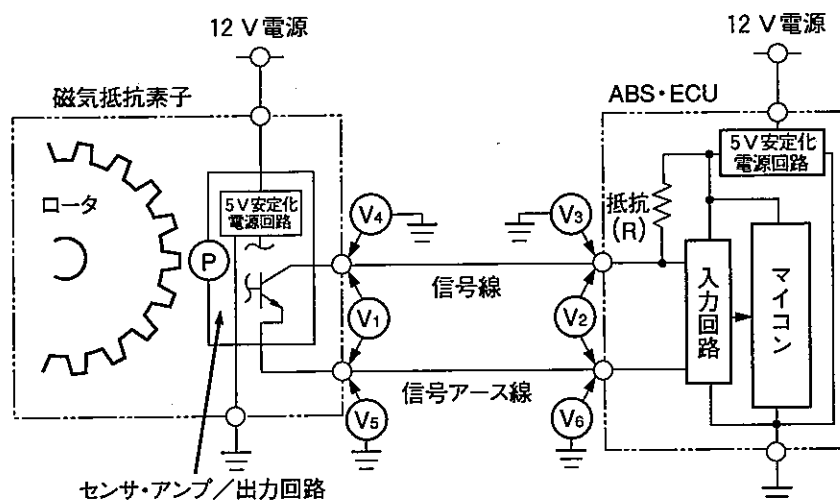 12 V電源
磁気抵抗素子
ロータ
P
5V安定化
電源回路
V4
V1
V5
センサ・アンプ／出力回路
信号線
信号アース線
V3
V2
V6
12 V電源
ABS・ECU
5V安定化
電源回路
抵抗
(R)
入力回路
マイコン